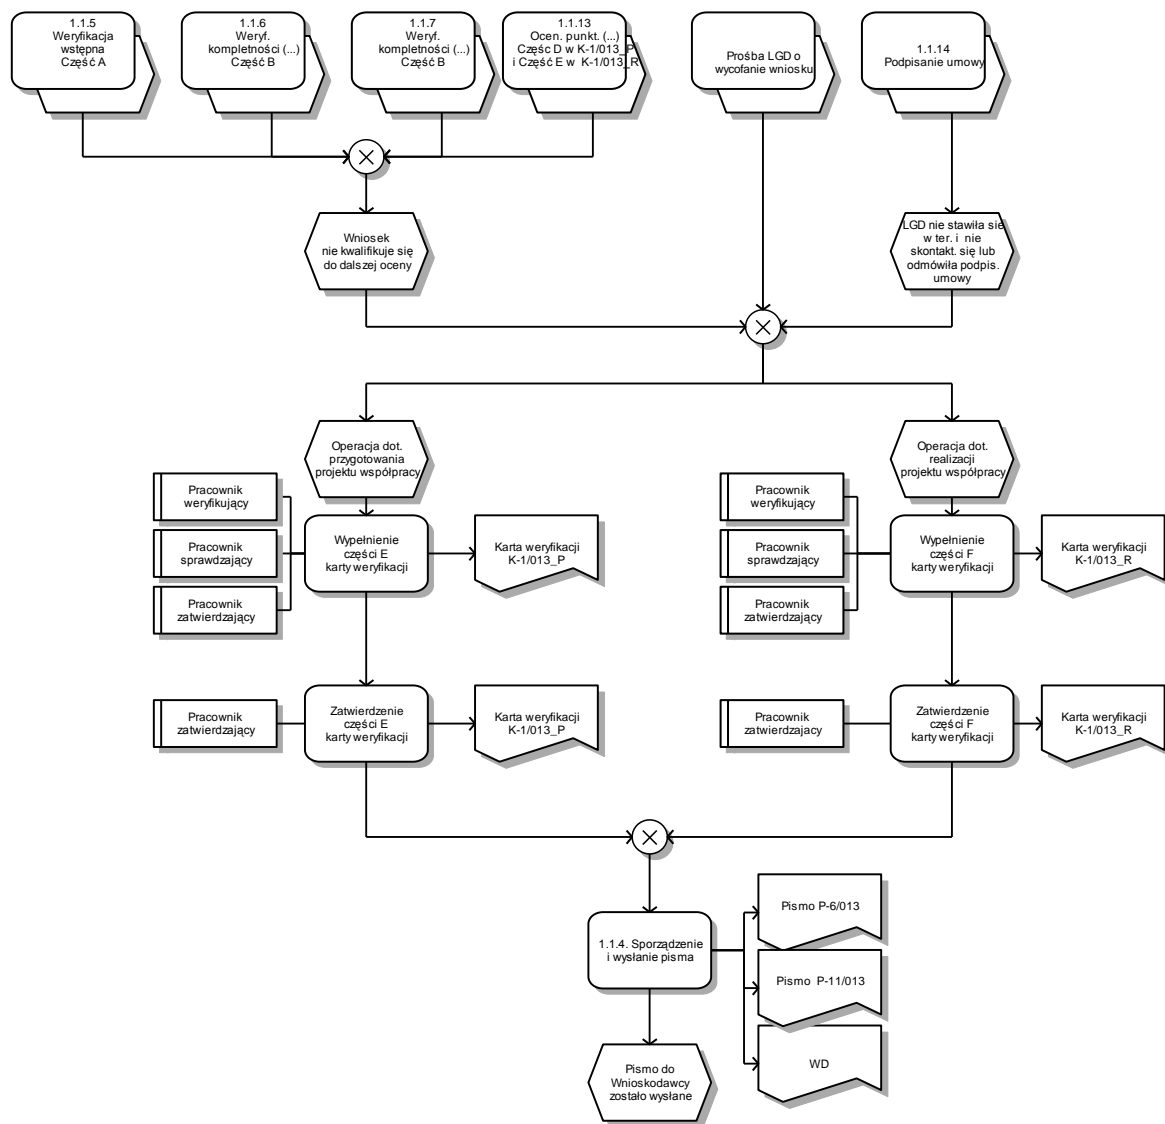 1.1.5
Weryfikacja
wstępna
Część A
1.1.6
Weryf.
kompletności (...)
Część B
1.1.7
Weryf.
kompletności (...)
Część B
1.1.13
Ocen. punkt. (...)
Częśc D w K-1/013_P
i Część E w K-1/013_R
Prośba LGD o
wycofanie wniosku
1.1.14
Podpisanie umowy
Wniosek
nie kwalifikuje się
do dalszej oceny
LGD nie stawiła się
w ter. i nie
skontakt. się lub
odmówiła podpis.
umowy
Operacja dot.
przygotowania
projektu współpracy
Operacja dot.
realizacji
projektu współpracy
Pracownik
weryfikujący
Pracownik
sprawdzający
Pracownik
zatwierdzający
Wypełnienie
części E
karty weryfikacji
Karta weryfikacji
K-1/013_P
Pracownik
weryfikujący
Pracownik
sprawdzający
Pracownik
zatwierdzający
Wypełnienie
części F
karty weryfikacji
Karta weryfikacji
K-1/013_R
Pracownik
zatwierdzający
Zatwierdzenie
części E
karty weryfikacji
Karta weryfikacji
K-1/013_P
Pracownik
zatwierdzajacy
Zatwierdzenie
części F
karty weryfikacji
Karta weryfikacji
K-1/013_R
1.1.4. Sporządzenie
i wysłanie pisma
Pismo P-6/013
Pismo P-11/013
WD
Pismo do
Wnioskodawcy
zostało wysłane